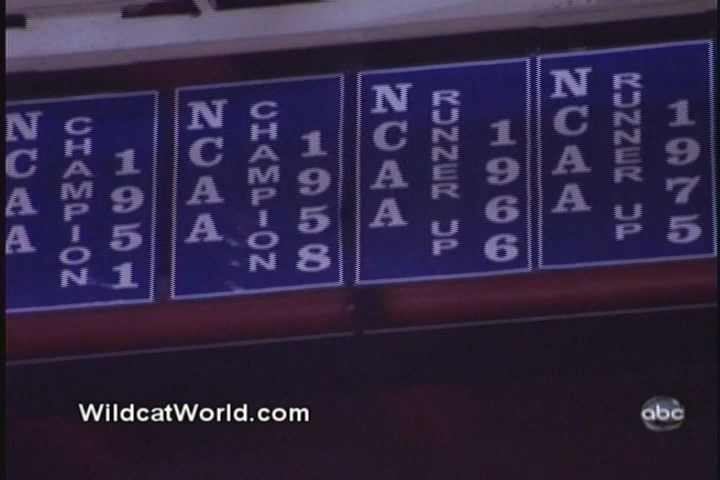 NCAA CHAMPION 1951
NCAA CHAMPION 1958
NCAA RUNNER UP 1966
NCAA RUNNER UP 1975
WildcatWorld.com
abc